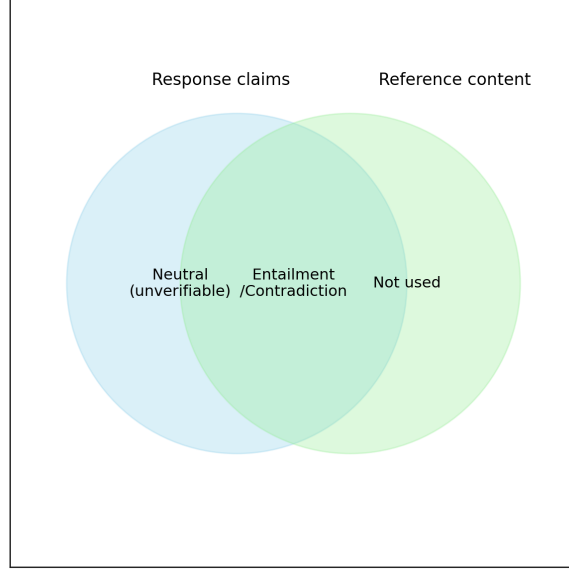 Response claims
Reference content
Neutral
(unverifiable)
Entailment
/Contradiction
Not used